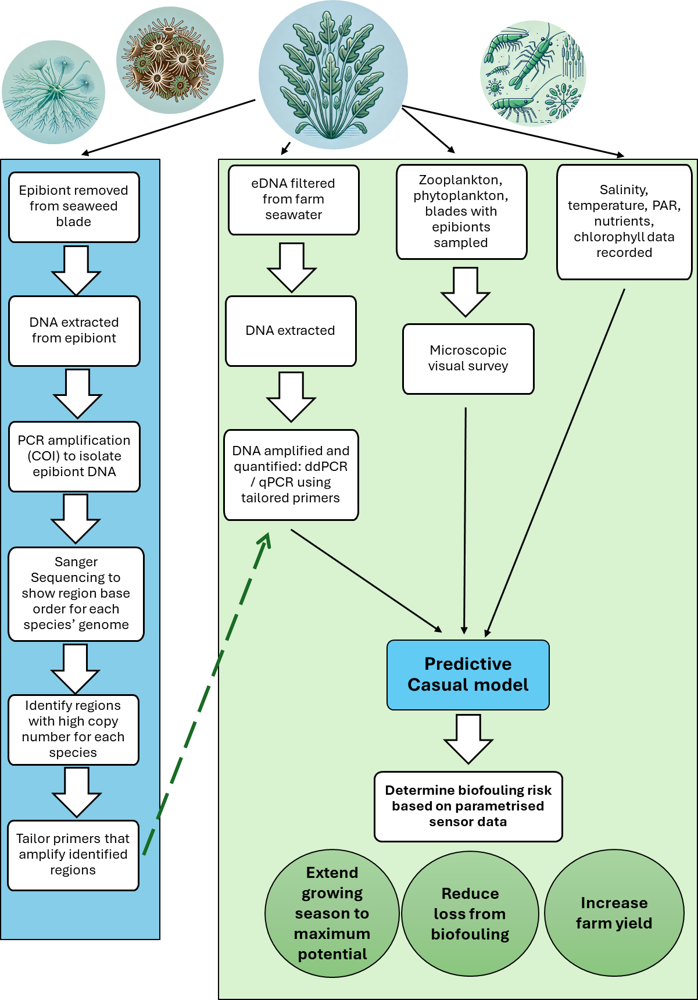 Epibiont removed
from seaweed
blade
DNA extracted
from epibiont
PCR amplification
(COI) to isolate
epibiont DNA
Sanger
Sequencing to
show region base
order for each
species’ genome
Identify regions
with high copy
number for each
species
Tailor primers that
amplify identified
regions
eDNA filtered
from farm
seawater
DNA extracted
DNA amplified and
quantified: ddPCR
/ qPCR using
tailored primers
Zooplankton,
phytoplankton,
blades with
epibionts
sampled
Microscopic
visual survey
Salinity,
temperature, PAR,
nutrients,
chlorophyll data
recorded
Predictive
Casual model
Determine biofouling risk
based on parametrised
sensor data
Extend
growing
season to
maximum
potential
Reduce
loss from
biofouling
Increase
farm yield